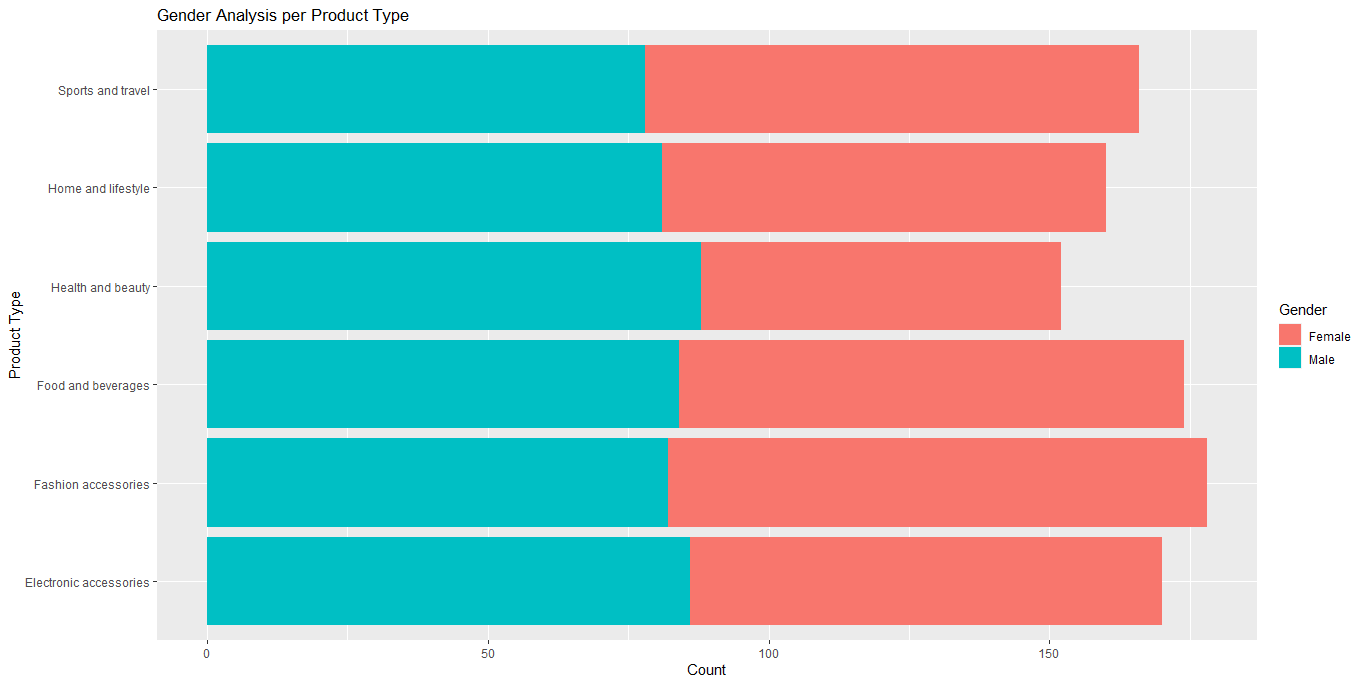 Gender Analysis per Product Type
Product Type
Sports and travel
Home and lifestyle
Health and beauty
Food and beverages
Fashion accessories
Electronic accessories
0 50 100 150
Count
Gender
Female
Male